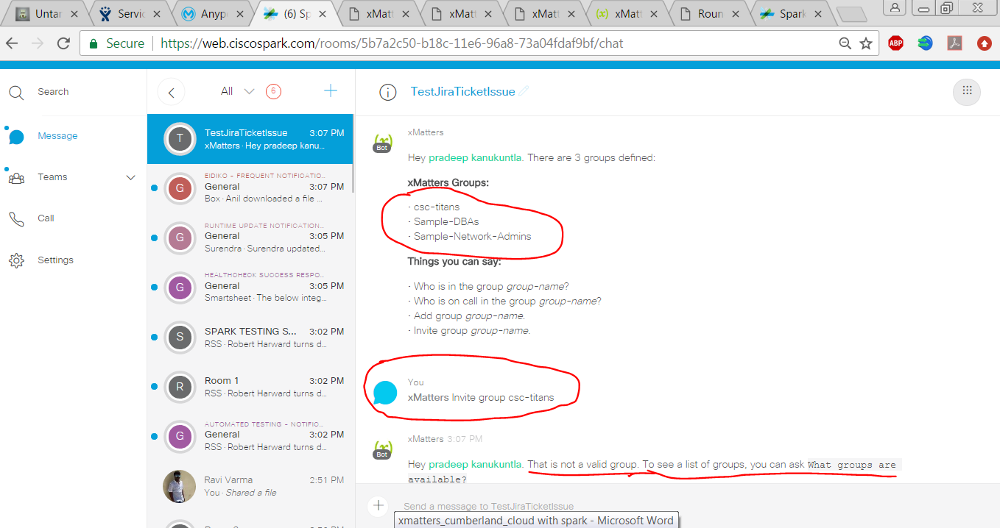 Untar
Servic
Anypo
(6) Sp
xMatt
xMatt
xMatt
xMatt
Roun
Spark
Secure https://web.ciscospark.com/rooms/5b7a2c50-b18c-11e6-96a8-73a04fdaf9bf/chat
ABP
Search
Message
Teams
Call
Settings
All 6
T
TestJiraTicketIssue 3:07 PM
xMatters · Hey pradeep kanu...
EIDIKO - FREQUENT NOTIFICATIO..
G
General 3:07 PM
Box · Anil downloaded a file ...
RUNTIME UPDATE NOTIFICATION..
G
General 3:05 PM
Surendra · Surendra updated...
HEALTHCHECK SUCCESS RESPO..
G
General 3:05 PM
Smartsheet · The below integ...
S
SPARK TESTING S... 3:02 PM
RSS · Robert Harward turns d...
R
Room 1 3:02 PM
RSS · Robert Harward turns d...
AUTOMATED TESTING - NOTIFIC..
G
General 3:02 PM
RSS · Robert Harward turns d...
Ravi Varma 2:51 PM
You · Shared a file
TestJiraTicketIssue
xMatters
(x)
Bot
Hey pradeep kanukuntla. There are 3 groups defined:
xMatters Groups:
· csc-titans
· Sample-DBAs
· Sample-Network-Admins
Things you can say:
· Who is in the group group-name?
· Who is on call in the group group-name?
· Add group group-name.
· Invite group group-name.
You
xMatters Invite group csc-titans
xMatters 3:07 PM
(x)
Bot
Hey pradeep kanukuntla. That is not a valid group. To see a list of groups, you can ask What groups are
available?
Send a message to TestJiraTicketIssue
xmatters_cumberland_cloud with spark - Microsoft Word